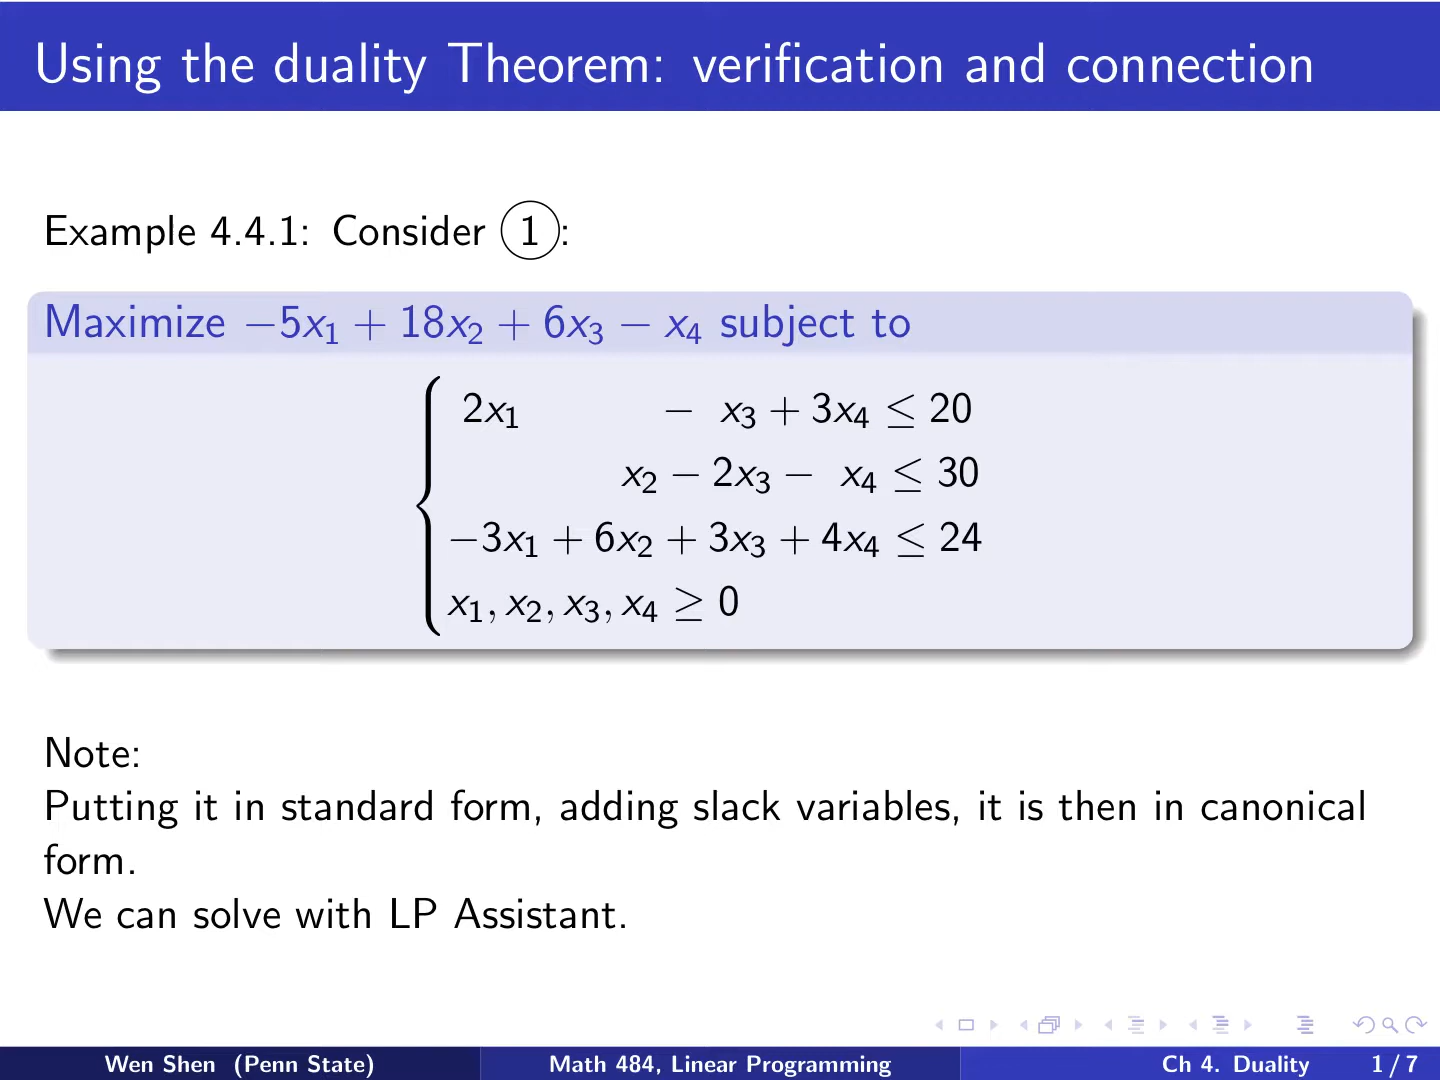 Using the duality Theorem: verification and connection
Example 4.4.1: Consider ①:
Maximize −5x₁ + 18x₂ + 6x₃ − x₄ subject to
2x₁ − x₃ + 3x₄ ≤ 20
x₂ − 2x₃ − x₄ ≤ 30
−3x₁ + 6x₂ + 3x₃ + 4x₄ ≤ 24
x₁, x₂, x₃, x₄ ≥ 0
Note:
Putting it in standard form, adding slack variables, it is then in canonical
form.
We can solve with LP Assistant.
Wen Shen (Penn State) Math 484, Linear Programming Ch 4. Duality 1 / 7